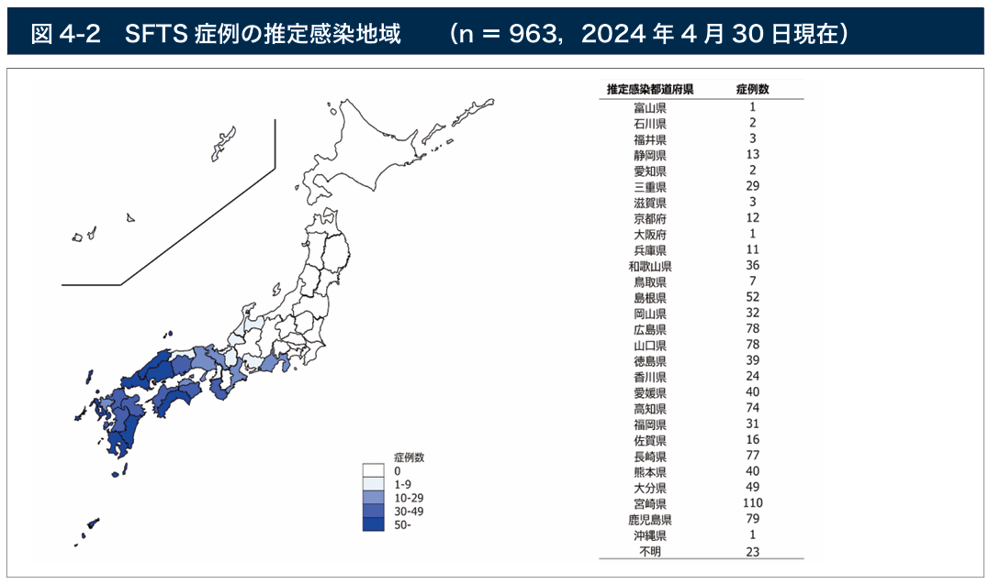 図 4-2 SFTS 症例の推定感染地域 （n = 963，2024 年 4 月 30 日現在）
推定感染都道府県 症例数
富山県 1
石川県 2
福井県 3
静岡県 13
愛知県 2
三重県 29
滋賀県 3
京都府 12
大阪府 1
兵庫県 11
和歌山県 36
鳥取県 7
島根県 52
岡山県 32
広島県 78
山口県 78
徳島県 39
香川県 24
愛媛県 40
高知県 74
福岡県 31
佐賀県 16
長崎県 77
熊本県 40
大分県 49
宮崎県 110
鹿児島県 79
沖縄県 1
不明 23
症例数
0
1-9
10-29
30-49
50-